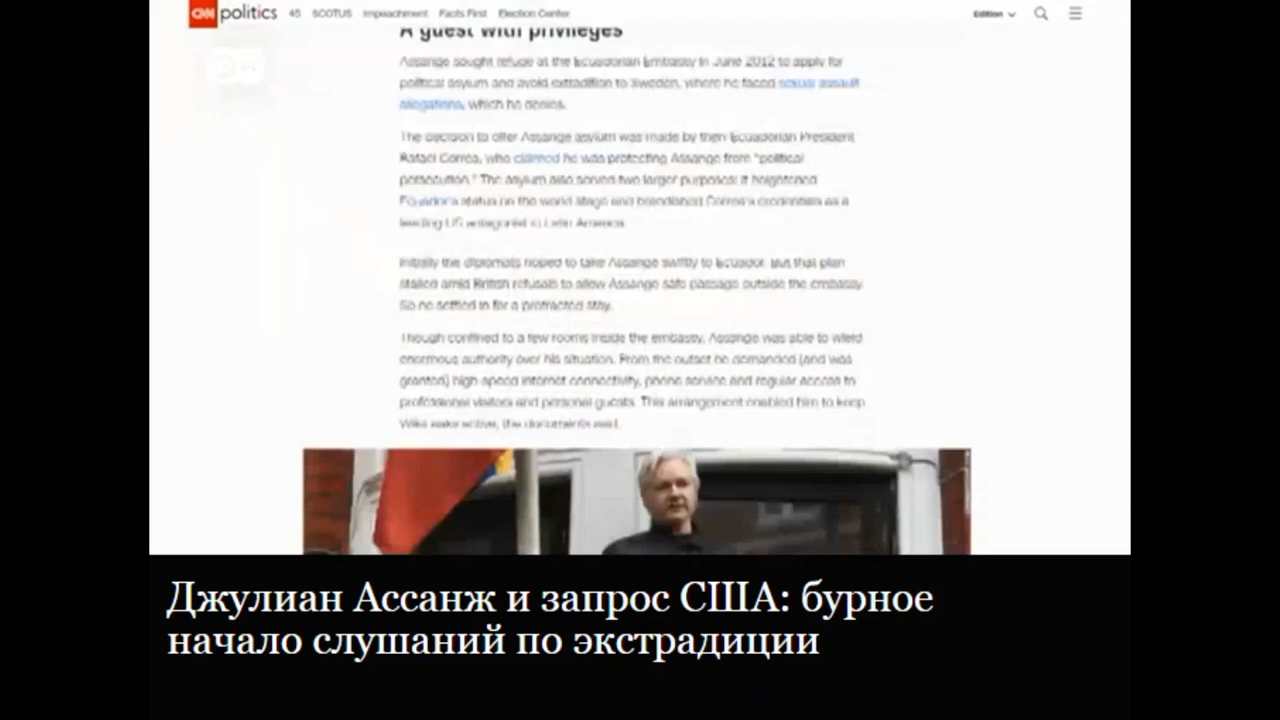 CNN politics 45 SCOTUS Impeachment Facts First Election Center Edition
A guest with privileges
Assange sought refuge at the Ecuadorian Embassy in June 2012 to apply for
political asylum and avoid extradition to Sweden, where he faced sexual assault
allegations, which he denies.
The decision to offer Assange asylum was made by then Ecuadorian President
Rafael Correa, who claimed he was protecting Assange from "political
persecution." The asylum also served two larger purposes: It heightened
Ecuador's status on the world stage and brandished Correa's credentials as a
leading US antagonist in Latin America.
Initially the diplomats hoped to take Assange swiftly to Ecuador. But that plan
stalled amid British refusals to allow Assange safe passage outside the embassy.
So he settled in for a protracted stay.
Though confined to a few rooms inside the embassy, Assange was able to wield
enormous authority over his situation. From the outset he demanded (and was
granted) high-speed internet connectivity, phone service and regular access to
professional visitors and personal guests. This arrangement enabled him to keep
WikiLeaks active, the documents said.
Джулиан Ассанж и запрос США: бурное
начало слушаний по экстрадиции